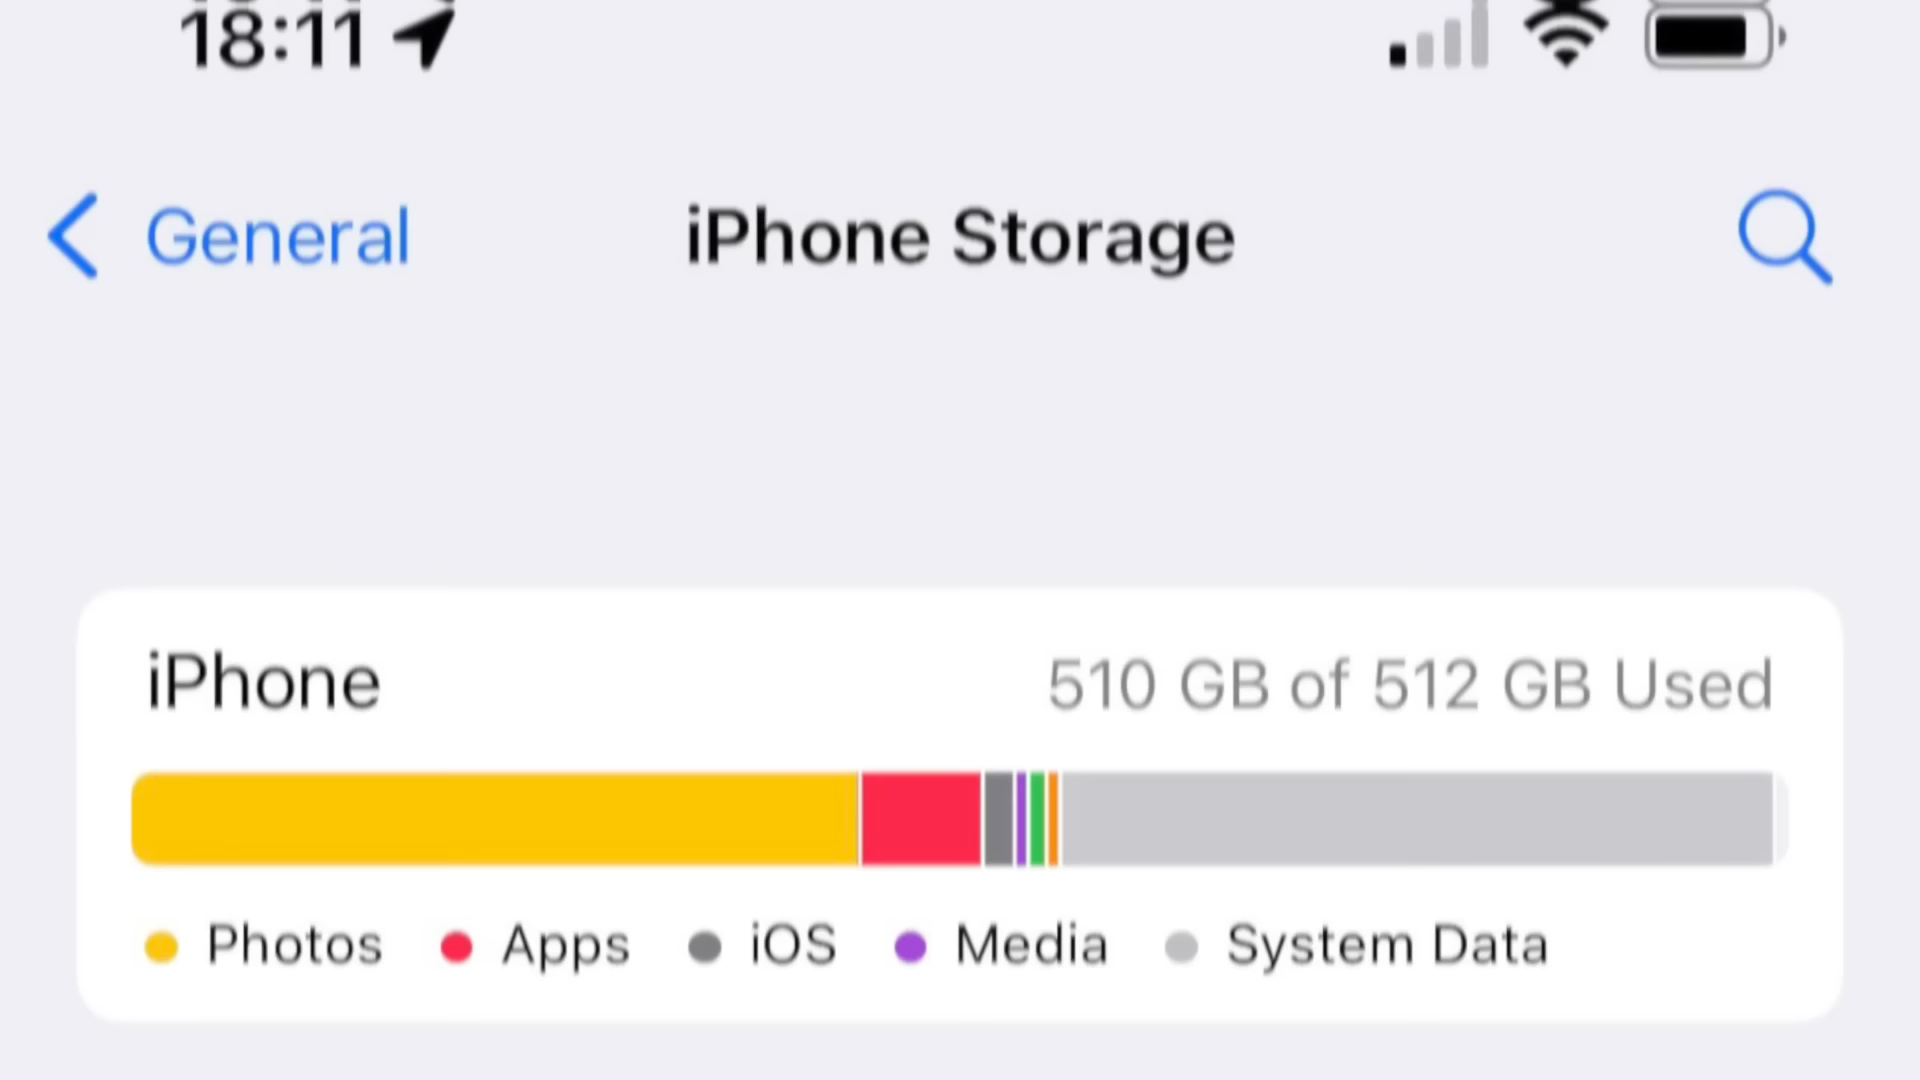 18:11
General
iPhone Storage
iPhone
510 GB of 512 GB Used
Photos Apps iOS Media System Data